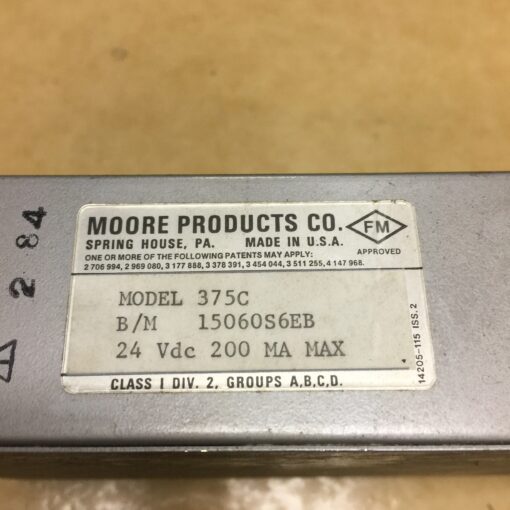 MOORE PRODUCTS CO.
SPRING HOUSE, PA. MADE IN U.S.A.
FM
APPROVED
ONE OR MORE OF THE FOLLOWING PATENTS MAY APPLY:
2 706 994, 2 969 080, 3 177 888, 3 378 391, 3 454 044, 3 511 255, 4 147 968.
MODEL 375C
B/M 15060S6EB
24 Vdc 200 MA MAX
CLASS I DIV. 2, GROUPS A,B,C,D.
14205-115 ISS. 2
2 84